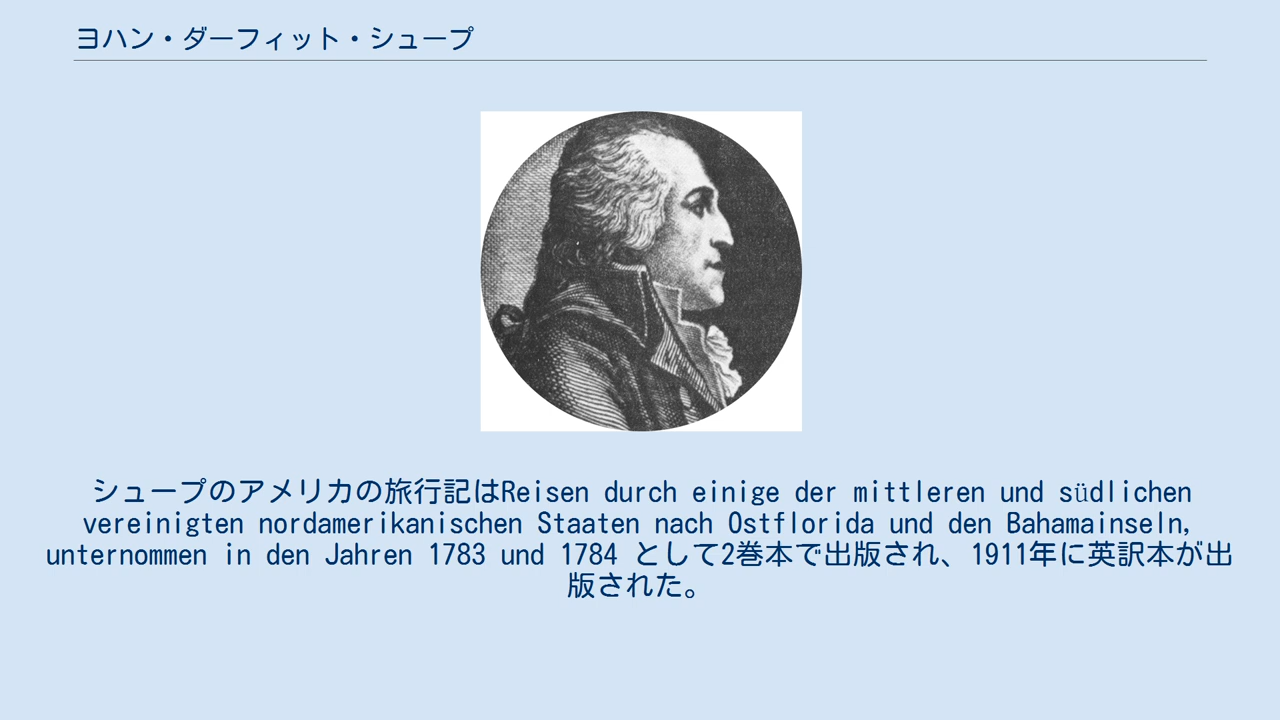 ヨハン・ダーフィット・シェープ
シェープのアメリカの旅行記はReisen durch einige der mittleren und südlichen
vereinigten nordamerikanischen Staaten nach Ostflorida und den Bahamainseln,
unternommen in den Jahren 1783 und 1784 として2巻本で出版され、1911年に英訳本が出
版された。